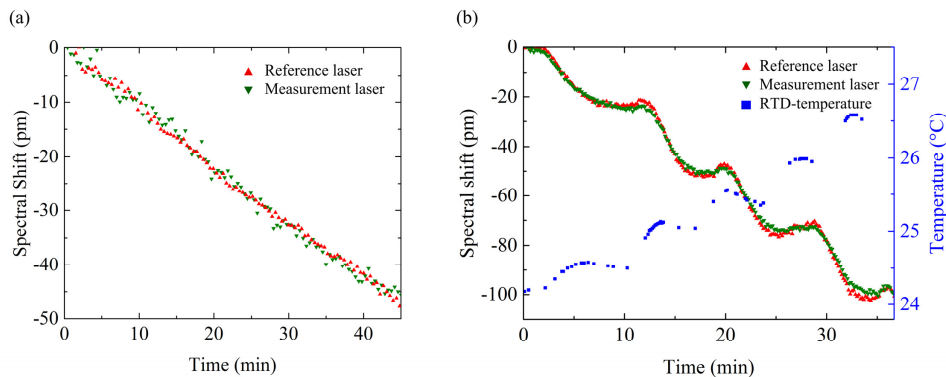 (a)
0
-10
-20
-30
-40
-50
Spectral Shift (pm)
Reference laser
Measurement laser
0 10 20 30 40
Time (min)
(b)
0
-20
-40
-60
-80
-100
Spectral shift (pm)
Reference laser
Measurement laser
RTD-temperature
27
26
25
24
Temperature (°C)
0 10 20 30
Time (min)